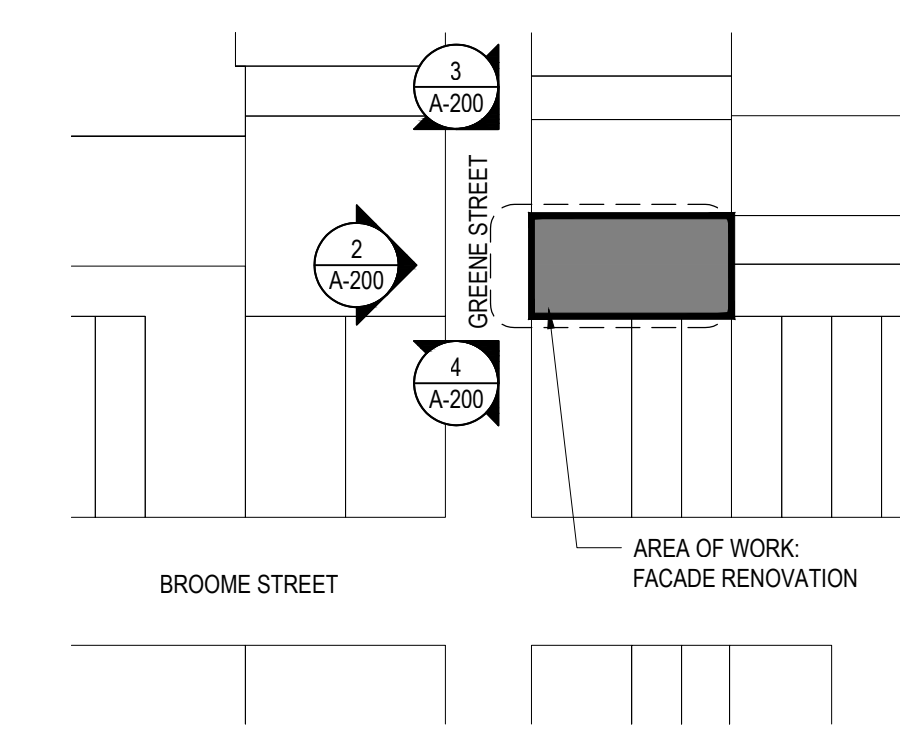 3
A-200
GREENE STREET
2
A-200
4
A-200
AREA OF WORK:
FACADE RENOVATION
BROOME STREET